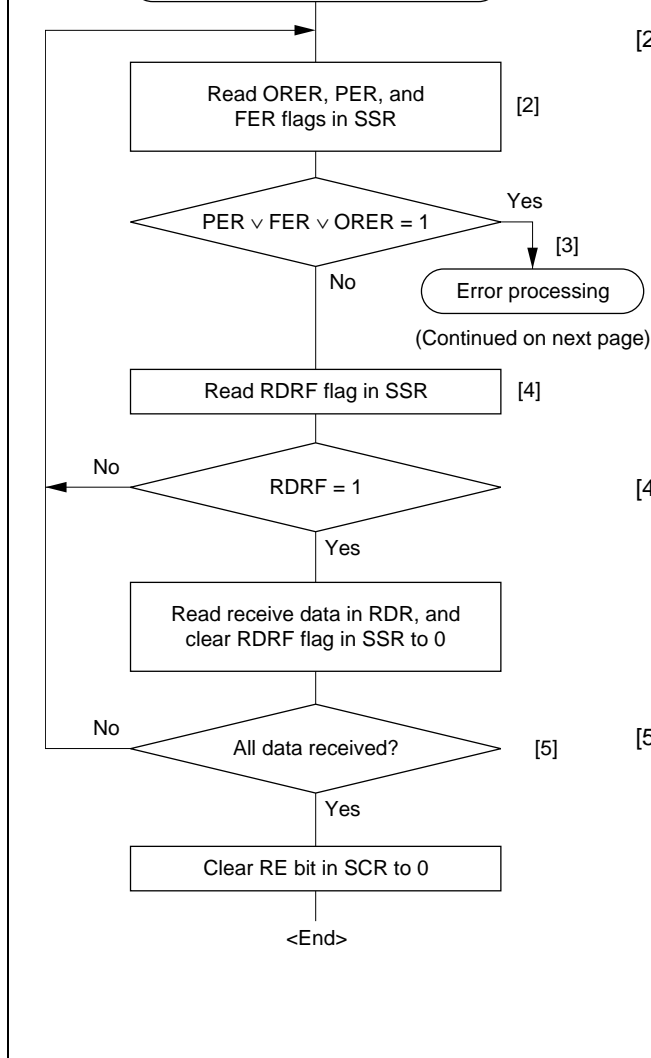 [2
Read ORER, PER, and
FER flags in SSR
[2]
PER ∨ FER ∨ ORER = 1
Yes
[3]
No
Error processing
(Continued on next page)
Read RDRF flag in SSR
[4]
No
RDRF = 1
[4
Yes
Read receive data in RDR, and
clear RDRF flag in SSR to 0
No
All data received?
[5]
[5
Yes
Clear RE bit in SCR to 0
<End>